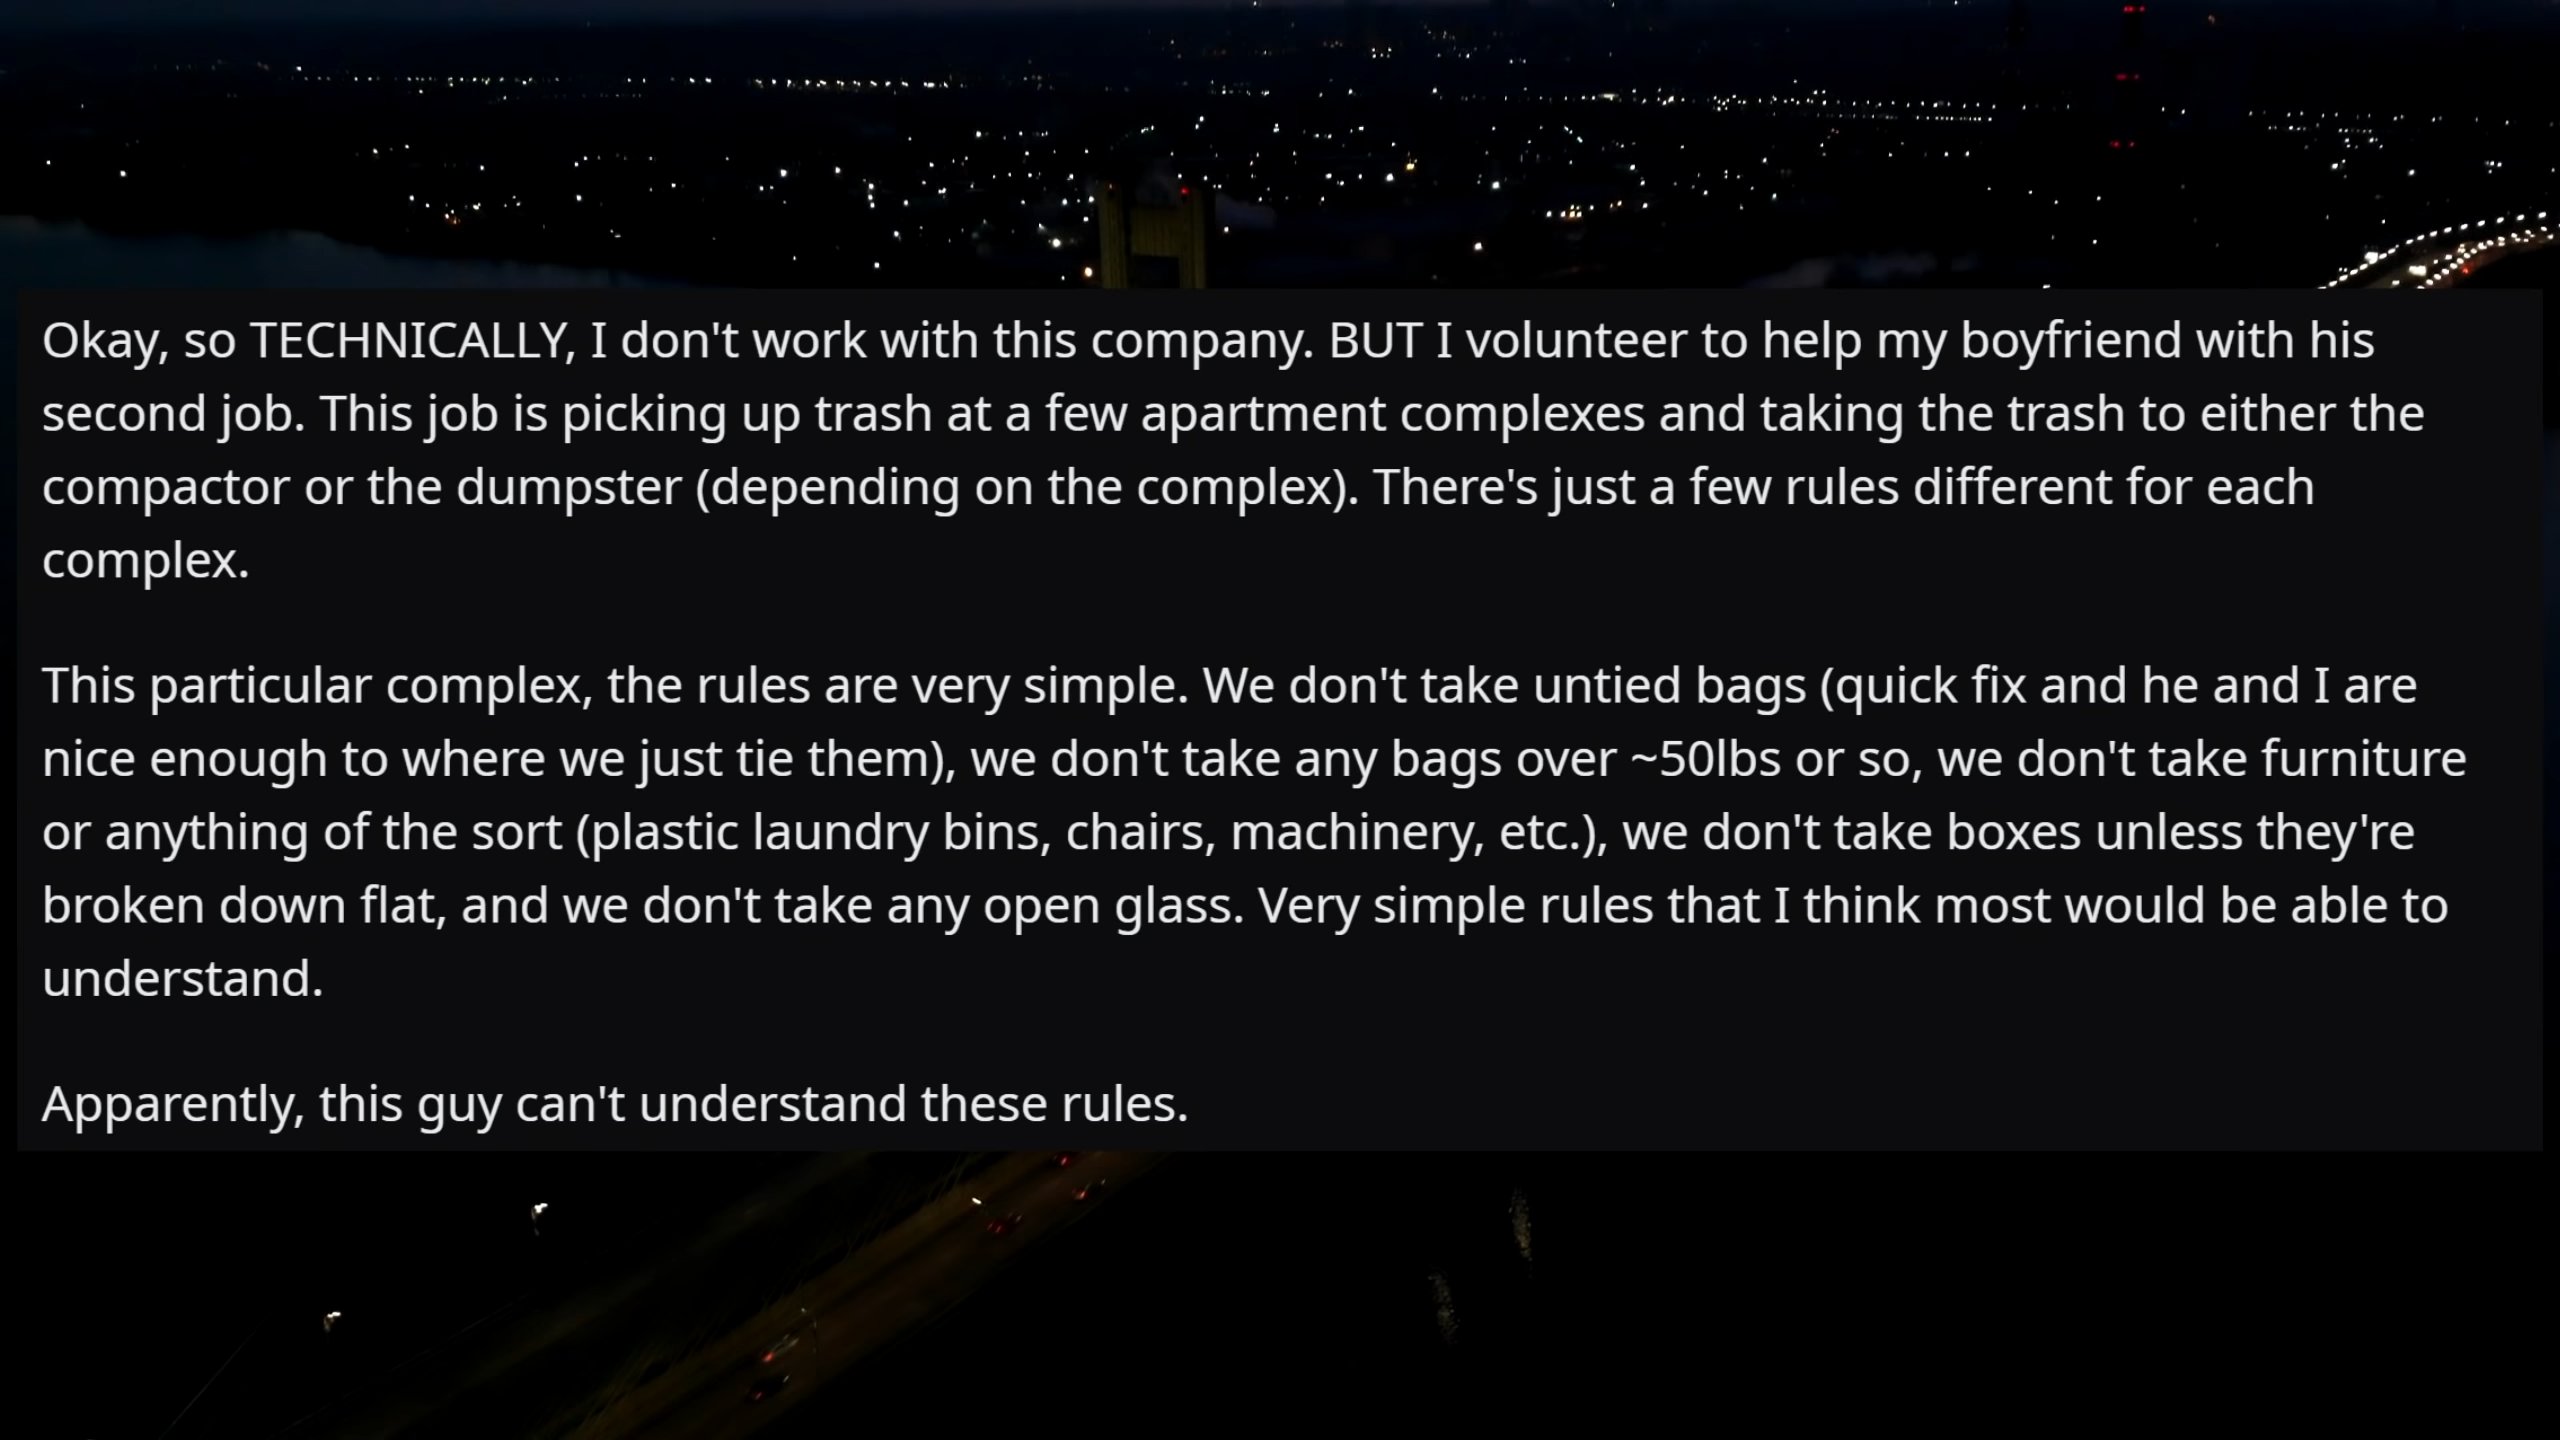 Okay, so TECHNICALLY, I don't work with this company. BUT I volunteer to help my boyfriend with his
second job. This job is picking up trash at a few apartment complexes and taking the trash to either the
compactor or the dumpster (depending on the complex). There's just a few rules different for each
complex.
This particular complex, the rules are very simple. We don't take untied bags (quick fix and he and I are
nice enough to where we just tie them), we don't take any bags over ~50lbs or so, we don't take furniture
or anything of the sort (plastic laundry bins, chairs, machinery, etc.), we don't take boxes unless they're
broken down flat, and we don't take any open glass. Very simple rules that I think most would be able to
understand.
Apparently, this guy can't understand these rules.